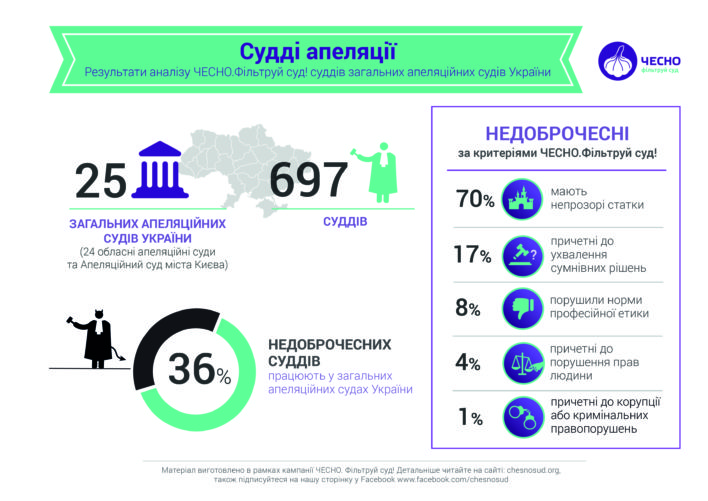 Судді апеляції
Результати аналізу ЧЕСНО.Фільтруй суд! суддів загальних апеляційних судів України
ЧЕСНО
фільтруй суд
25
ЗАГАЛЬНИХ АПЕЛЯЦІЙНИХ
СУДІВ УКРАЇНИ
(24 обласні апеляційні суди
та Апеляційний суд міста Києва)
697
СУДДІВ
36%
НЕДОБРОЧЕСНИХ
СУДДІВ
працюють у загальних
апеляційних судах України
НЕДОБРОЧЕСНІ
за критеріями ЧЕСНО.Фільтруй суд!
70%
мають
непрозорі статки
17%
?
причетні до
ухвалення
сумнівних рішень
8%
порушили норми
професійної етики
4%
причетні до
порушення прав
людини
1%
причетні до корупції
або кримінальних
правопорушень
Матеріал виготовлено в рамках кампанії ЧЕСНО. Фільтруй суд! Детальніше читайте на сайті: chesnosud.org,
також підписуйтеся на нашу сторінку у Facebook www.facebook.com/chesnosud